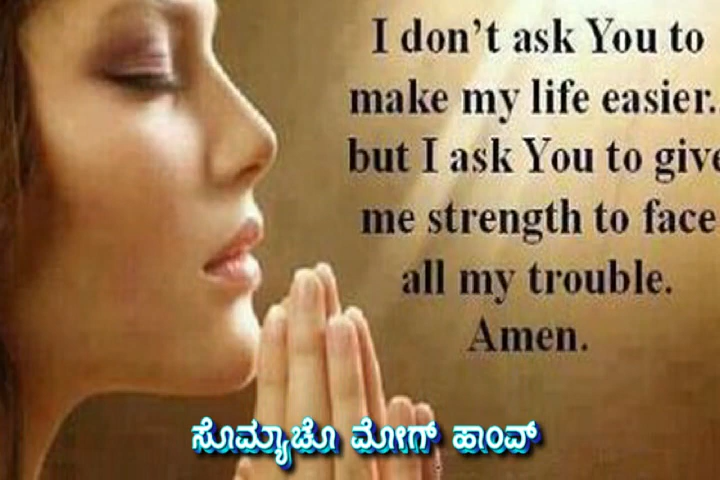 I don't ask You to
make my life easier.
but I ask You to give
me strength to face
all my trouble.
Amen.
ಸೊಮ್ಯಾಚೊ ಮೋಗ್ ಹಾಂವ್